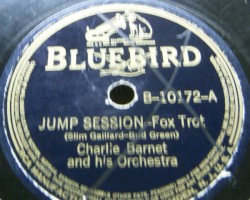 BLUEBIRD
B-10172-A
JUMP SESSION-Fox Trot
(Slim Gaillard-Bud Green)
Charlie Barnet
and his Orchestra